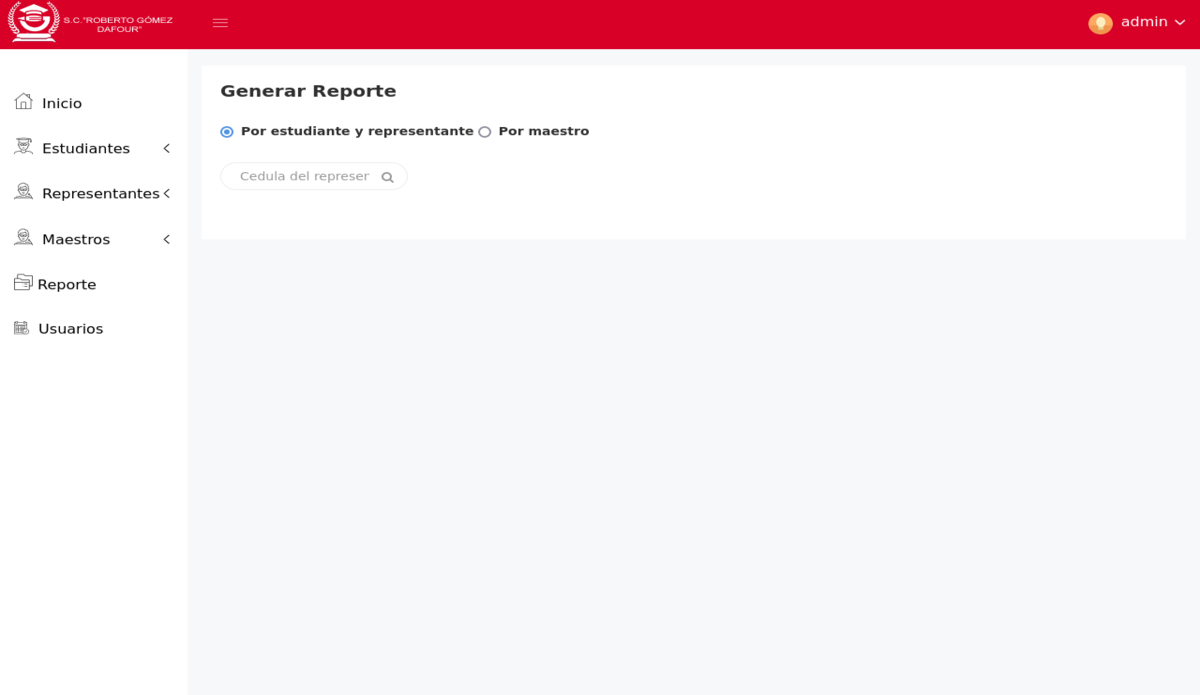 S.C."ROBERTO GÓMEZ
DAFOUR"
admin
Inicio
Estudiantes
Representantes
Maestros
Reporte
Usuarios
Generar Reporte
Por estudiante y representante Por maestro
Cedula del represer